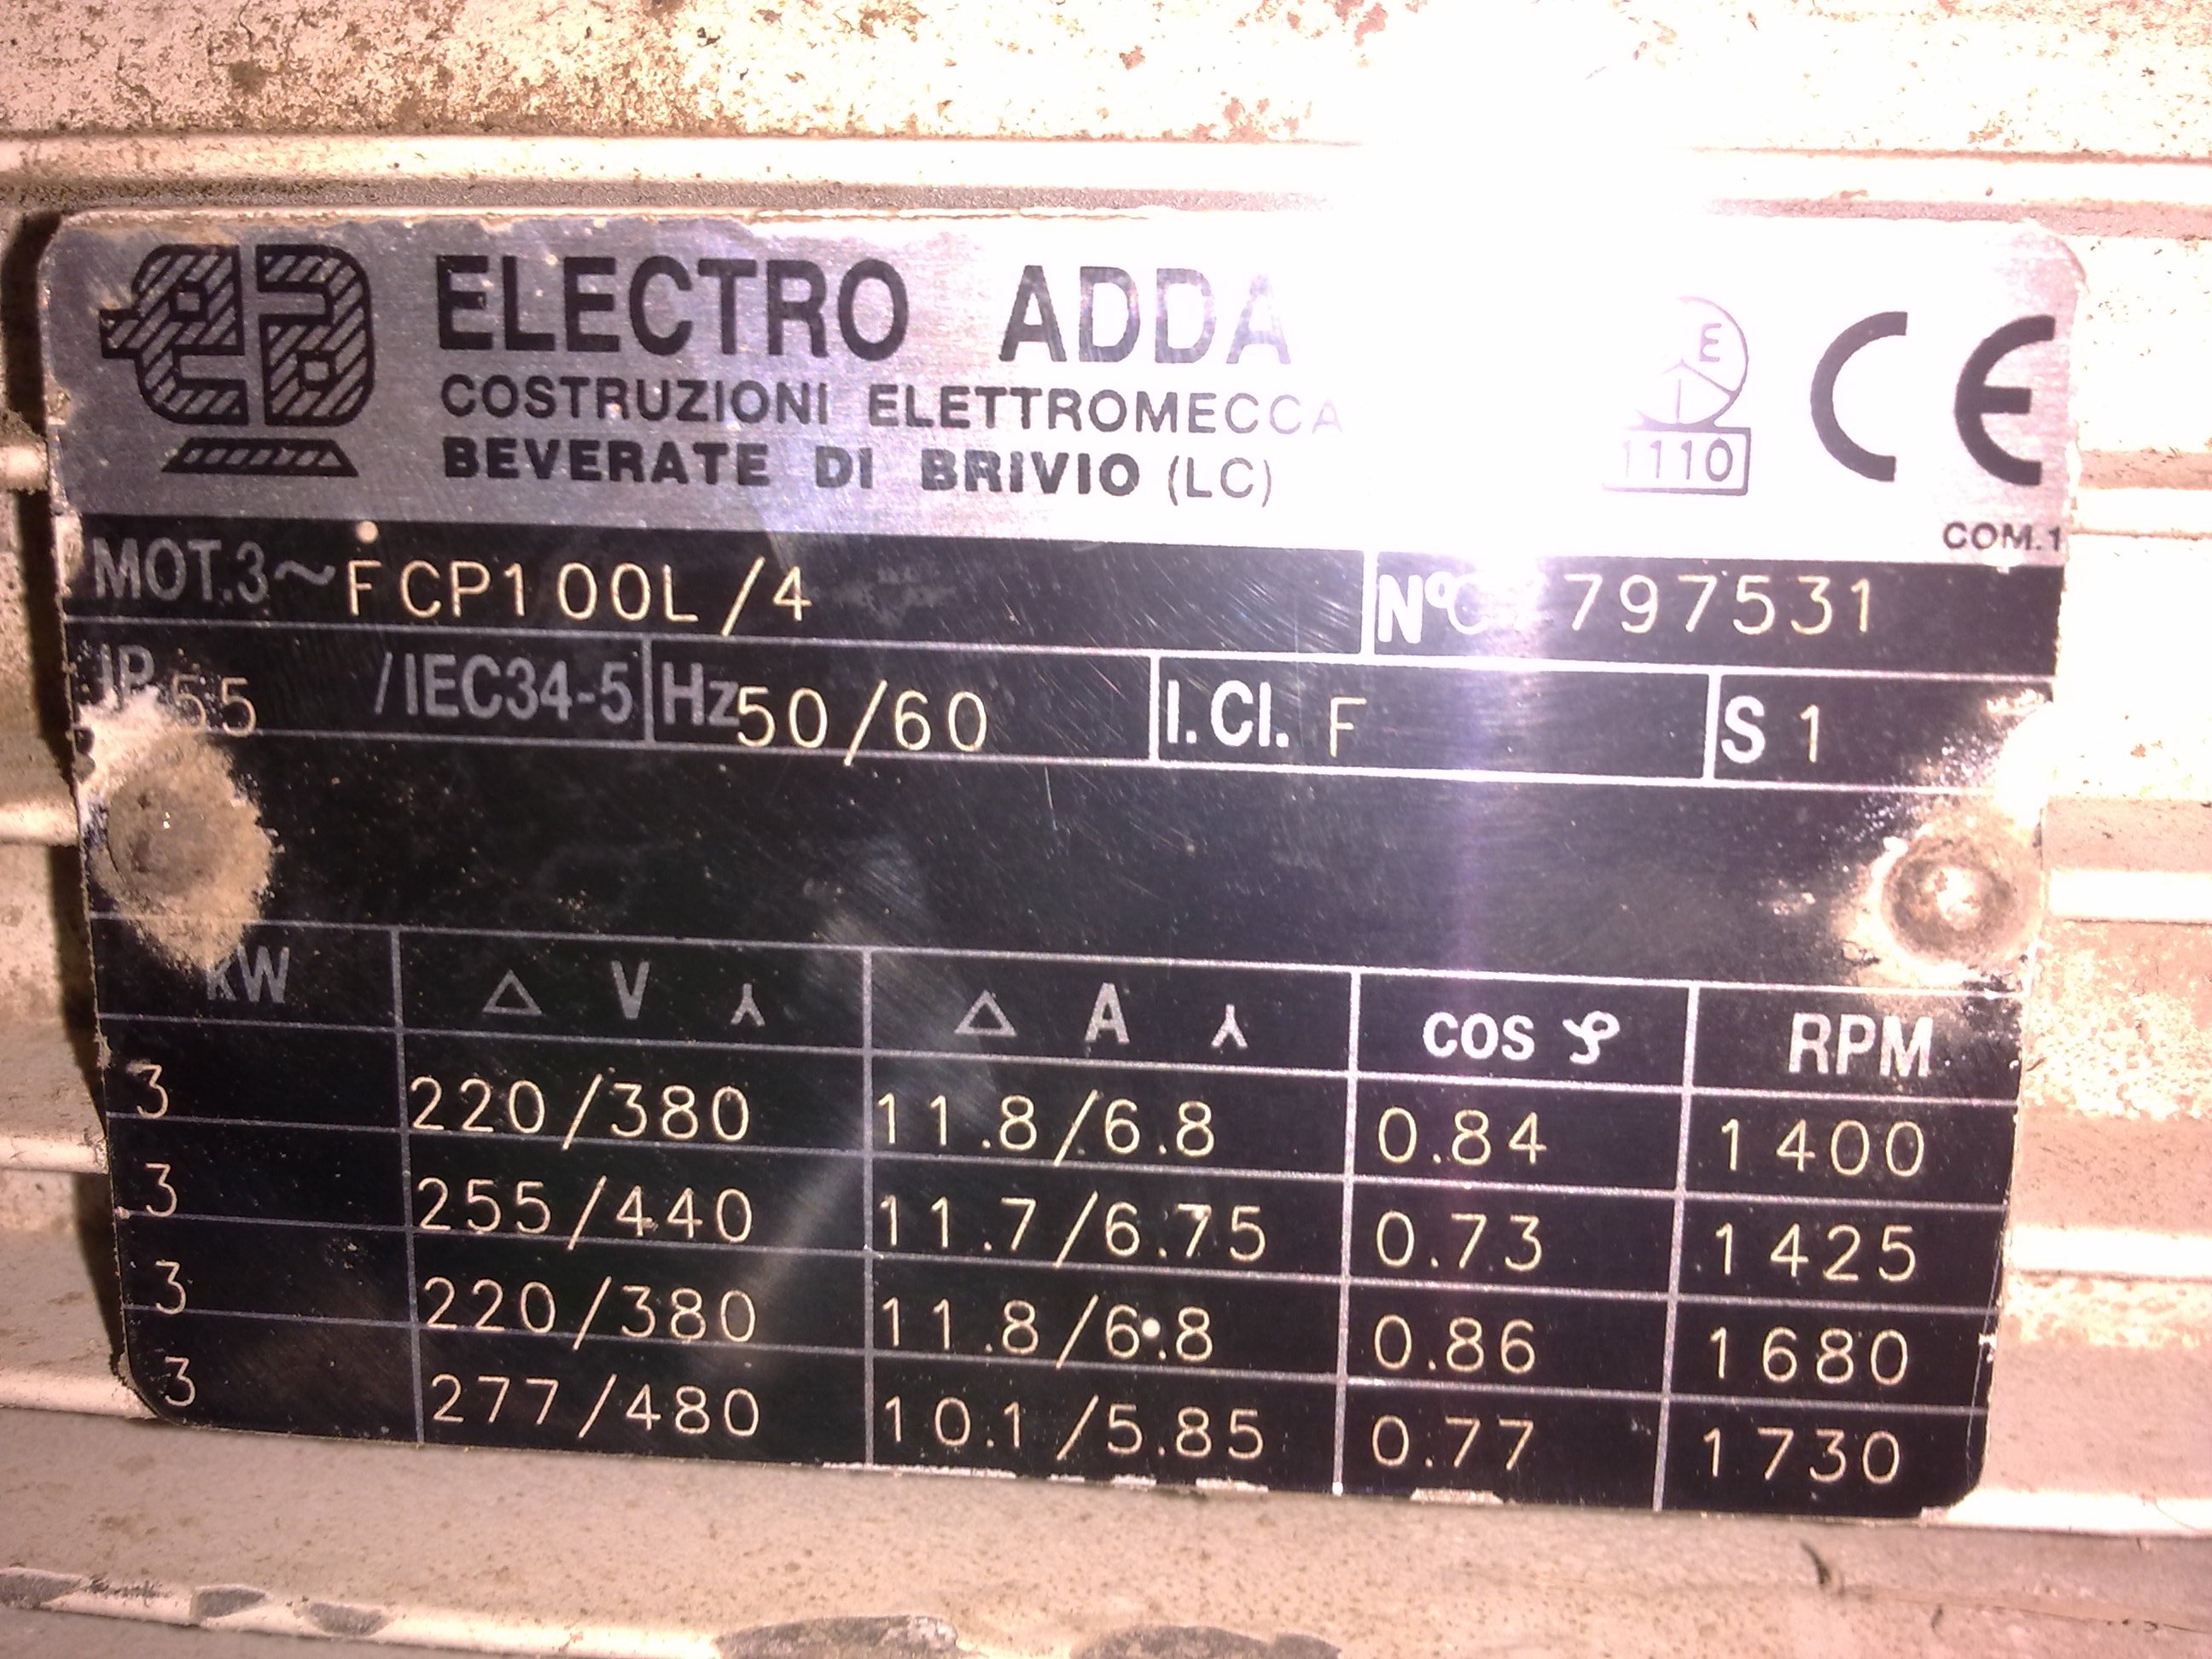 ELECTRO ADDA
COSTRUZIONI ELETTROMECCA
BEVERATE DI BRIVIO (LC)
E
1110
CE
COM.1
MOT.3~FCP100L/4 Nº 797531
IP 55 /IEC34-5 Hz 50/60 I.Cl. F S 1
kW △ V ⅄ △ A ⅄ COS φ RPM
3 220/380 11.8/6.8 0.84 1400
3 255/440 11.7/6.75 0.73 1425
3 220/380 11.8/6.8 0.86 1680
3 277/480 10.1/5.85 0.77 1730